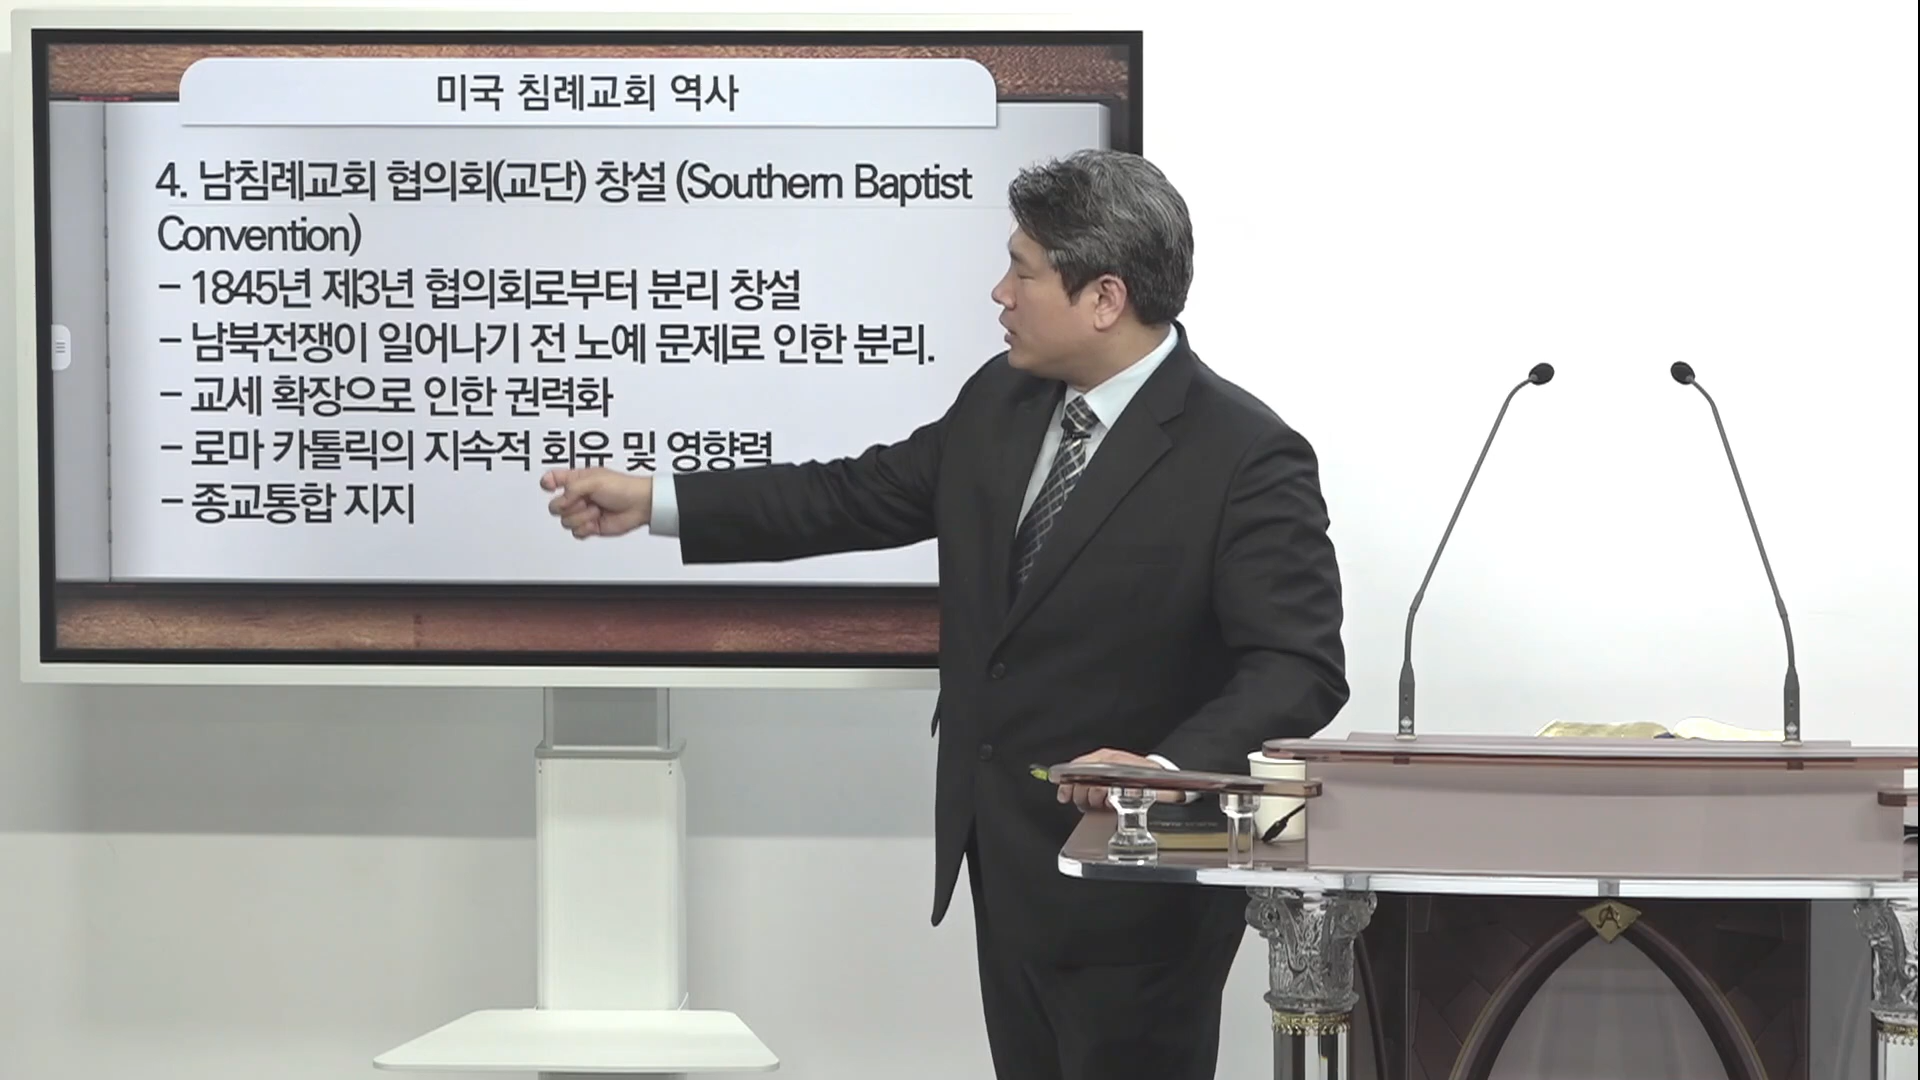 미국 침례교회 역사
4. 남침례교회 협의회(교단) 창설 (Southern Baptist
Convention)
- 1845년 제3년 협의회로부터 분리 창설
- 남북전쟁이 일어나기 전 노예 문제로 인한 분리.
- 교세 확장으로 인한 권력화
- 로마 카톨릭의 지속적 회유 및 영향력
- 종교통합 지지